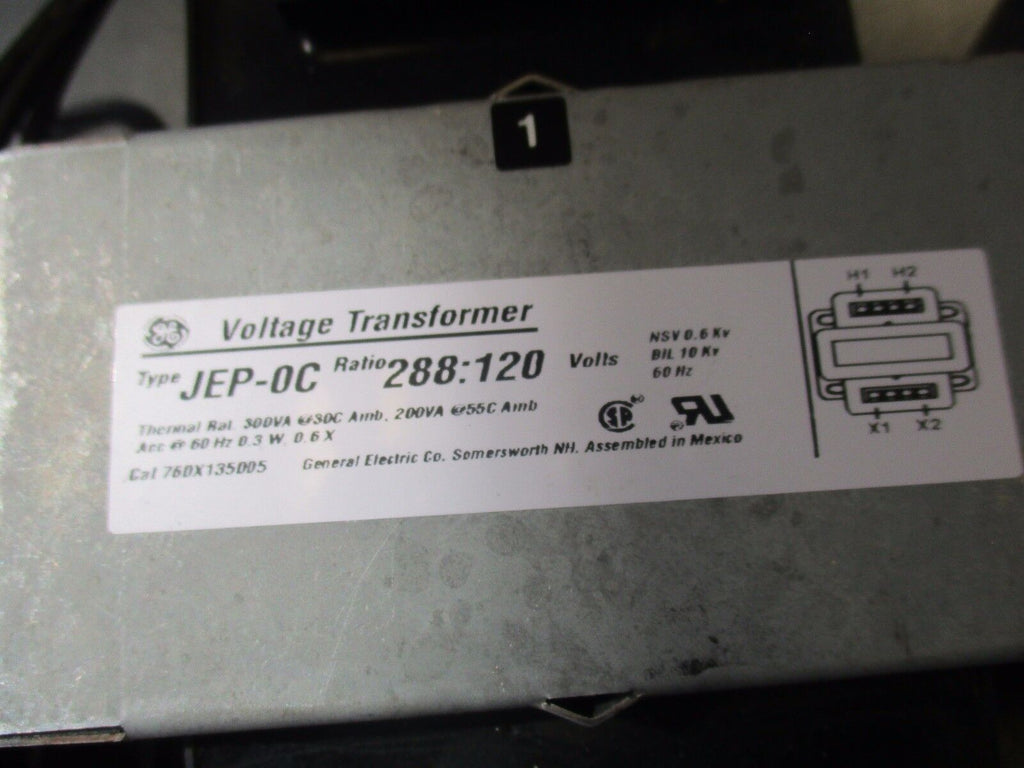 1
Voltage Transformer
Type JEP-0C Ratio 288:120 Volts
NSV 0.6 Kv
BIL 10 Kv
60 Hz
Thermal Rat. 300VA @30C Amb. 200VA @55C Amb
Acc @ 60 Hz 0.3 W, 0.6 X
Cat 760X135005
General Electric Co. Somersworth NH. Assembled in Mexico
H1 H2
X1 X2